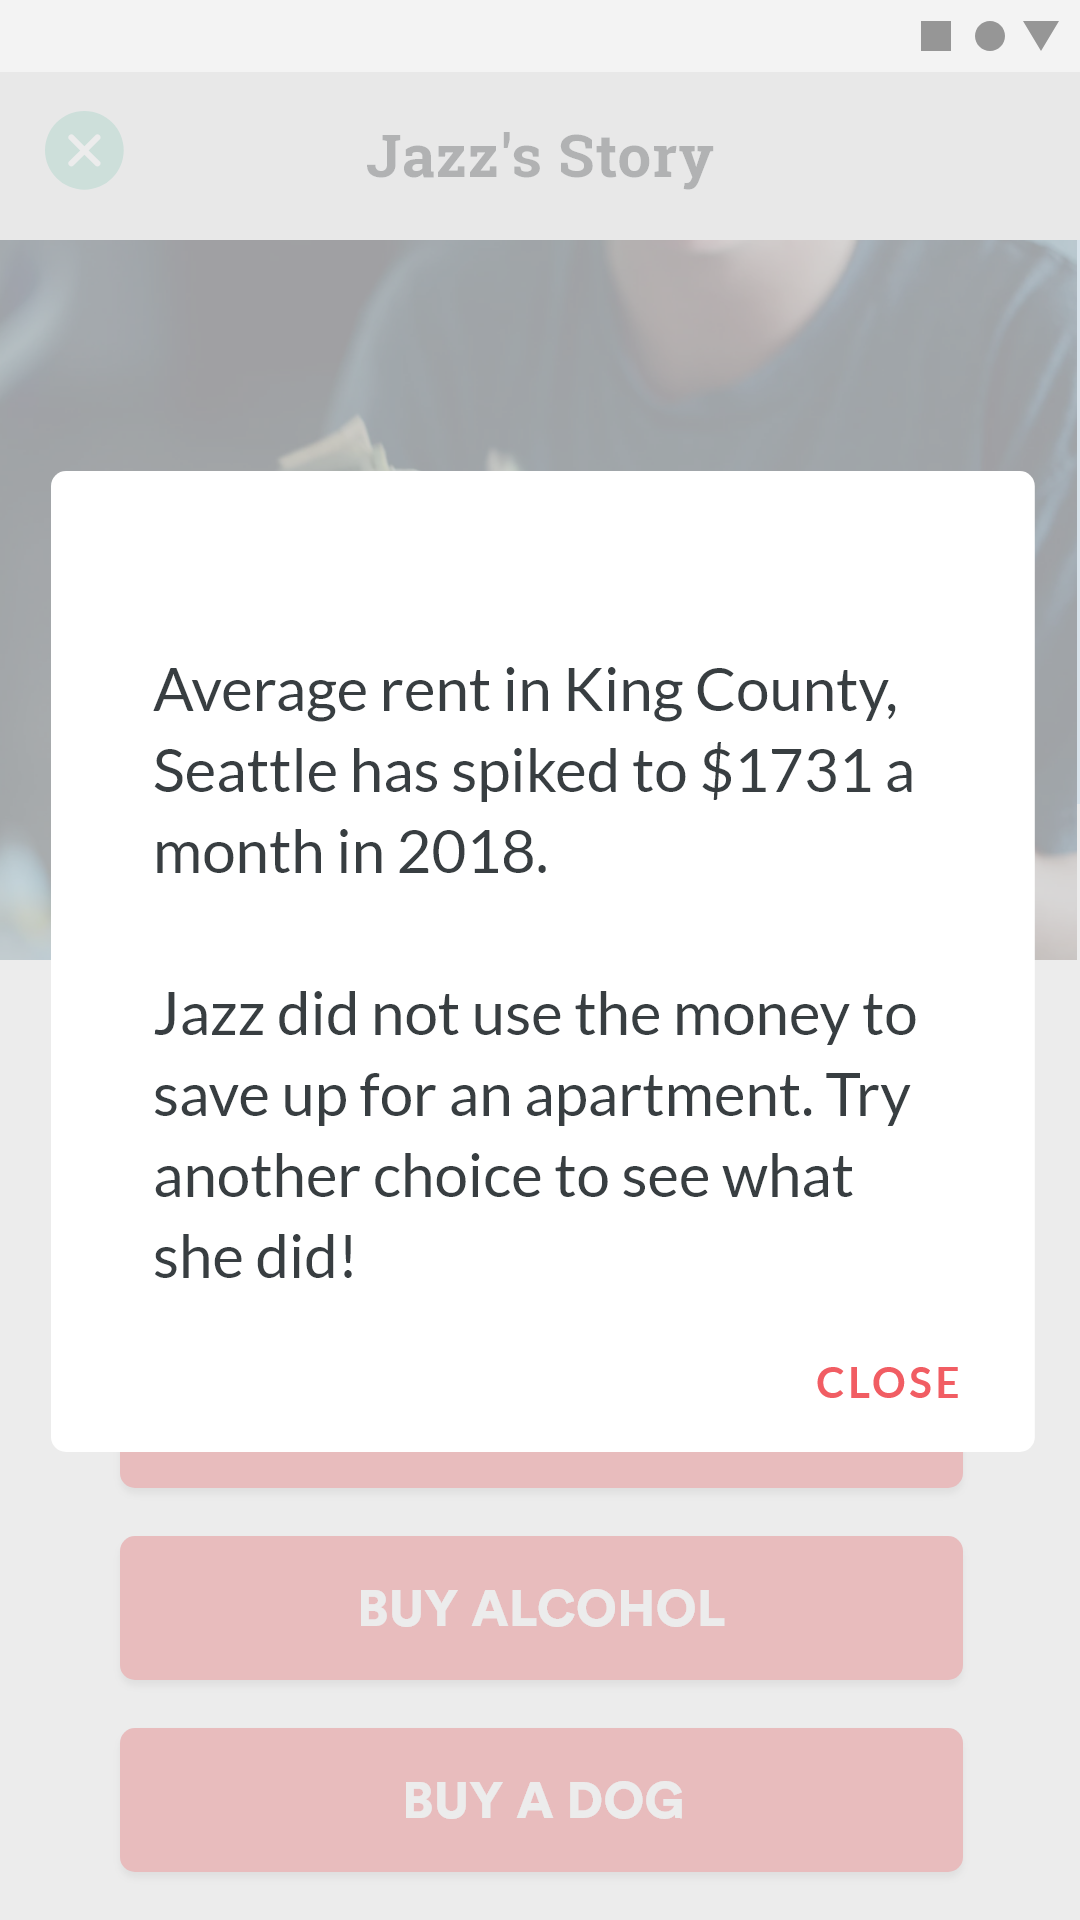 Jazz's Story
Average rent in King County,
Seattle has spiked to $1731 a
month in 2018.
Jazz did not use the money to
save up for an apartment. Try
another choice to see what
she did!
CLOSE
BUY ALCOHOL
BUY A DOG